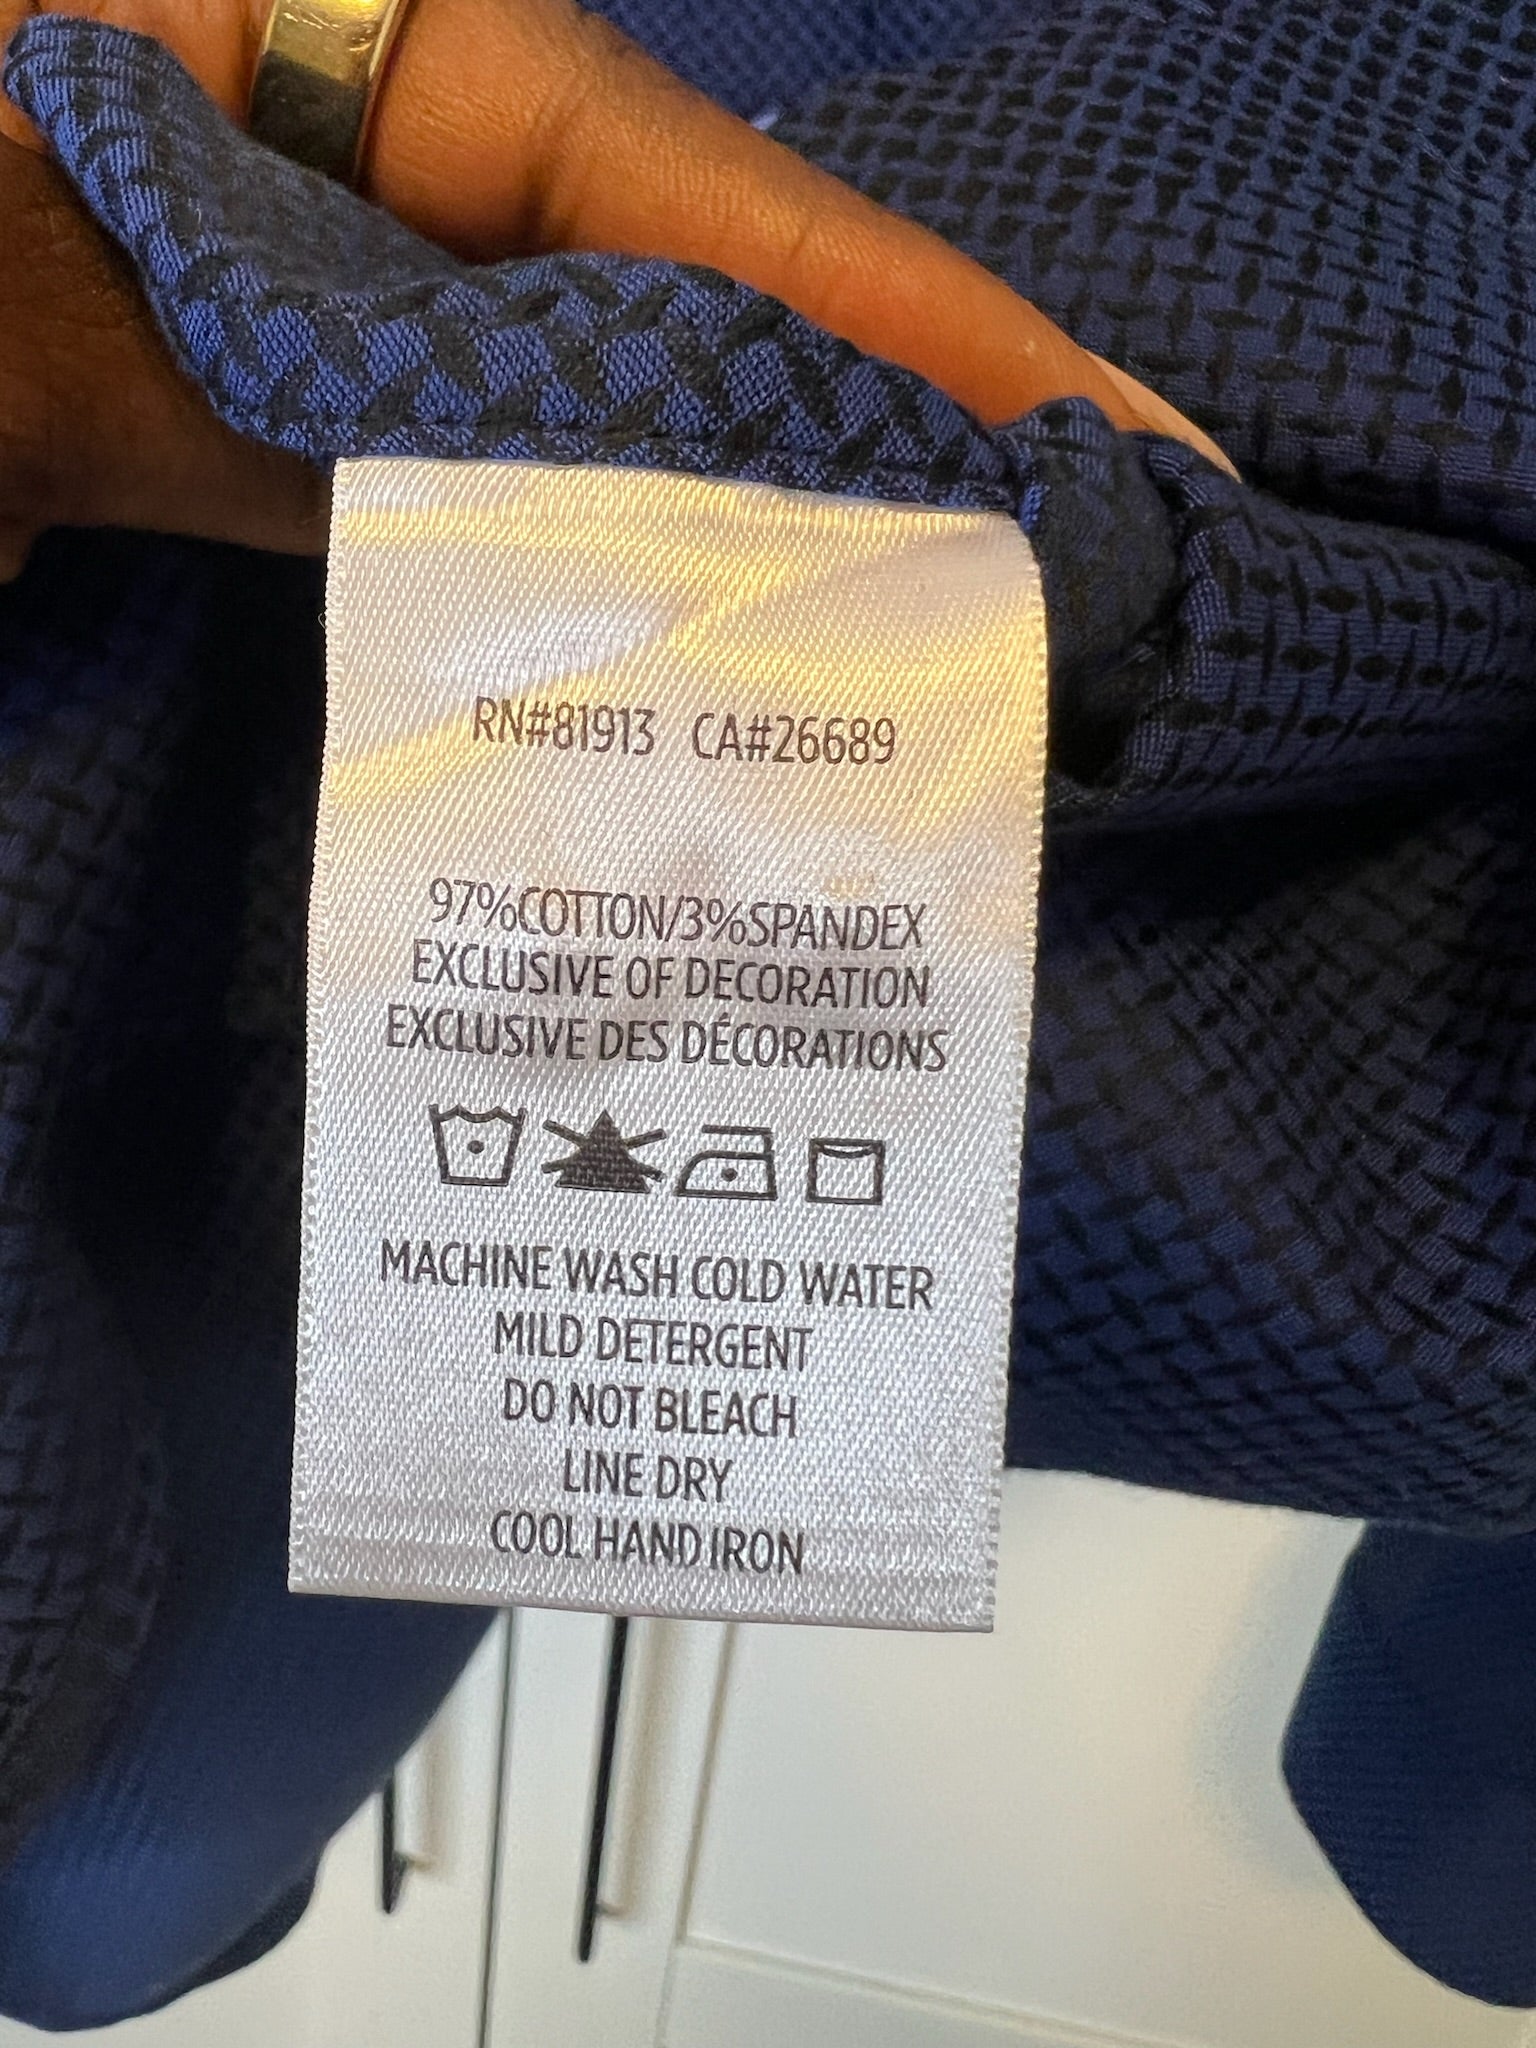 RN#81913 CA#26689
97%COTTON/3%SPANDEX
EXCLUSIVE OF DECORATION
EXCLUSIVE DES DÉCORATIONS
MACHINE WASH COLD WATER
MILD DETERGENT
DO NOT BLEACH
LINE DRY
COOL HAND IRON